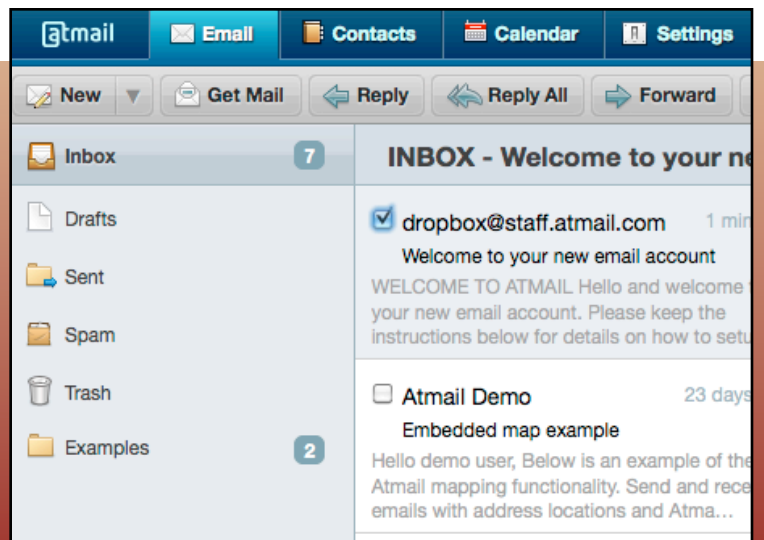 @tmail Email Contacts Calendar Settings
New Get Mail Reply Reply All Forward
Inbox 7
Drafts
Sent
Spam
Trash
Examples 2
INBOX - Welcome to your ne
dropbox@staff.atmail.com 1 min
Welcome to your new email account
WELCOME TO ATMAIL Hello and welcome
your new email account. Please keep the
instructions below for details on how to setu
Atmail Demo 23 days
Embedded map example
Hello demo user, Below is an example of the
Atmail mapping functionality. Send and rece
emails with address locations and Atma...